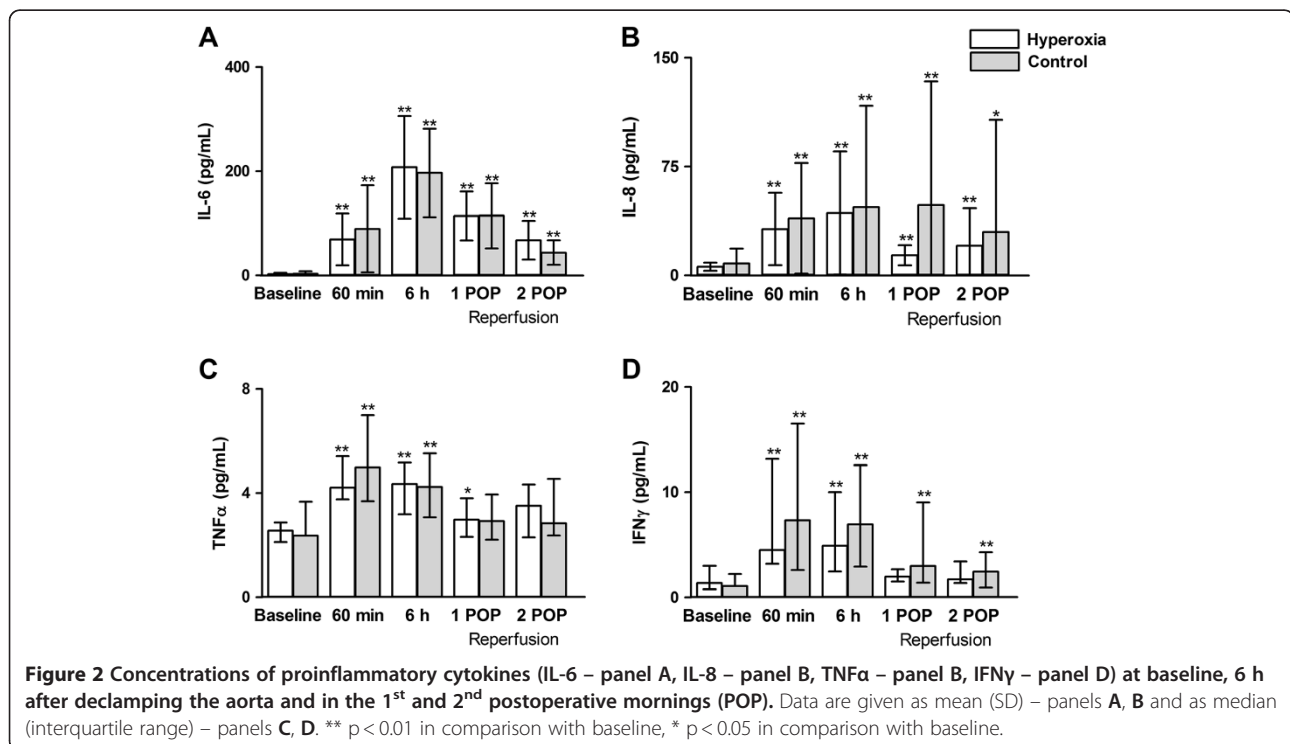 A
400
200
0
IL-6 (pg/mL)
** ** ** ** ** ** ** **
Baseline 60 min 6 h 1 POP 2 POP
Reperfusion
B
Hyperoxia
Control
150
75
0
IL-8 (pg/mL)
** ** ** ** ** ** ** *
Baseline 60 min 6 h 1 POP 2 POP
Reperfusion
C
8
4
0
TNFα (pg/mL)
** ** ** ** *
Baseline 60 min 6 h 1 POP 2 POP
Reperfusion
D
20
10
0
IFNγ (pg/mL)
** ** ** ** ** **
Baseline 60 min 6 h 1 POP 2 POP
Reperfusion
Figure 2 Concentrations of proinflammatory cytokines (IL-6 – panel A, IL-8 – panel B, TNFα – panel B, IFNγ – panel D) at baseline, 6 h
after declamping the aorta and in the 1st and 2nd postoperative mornings (POP). Data are given as mean (SD) – panels A, B and as median
(interquartile range) – panels C, D. ** p < 0.01 in comparison with baseline, * p < 0.05 in comparison with baseline.